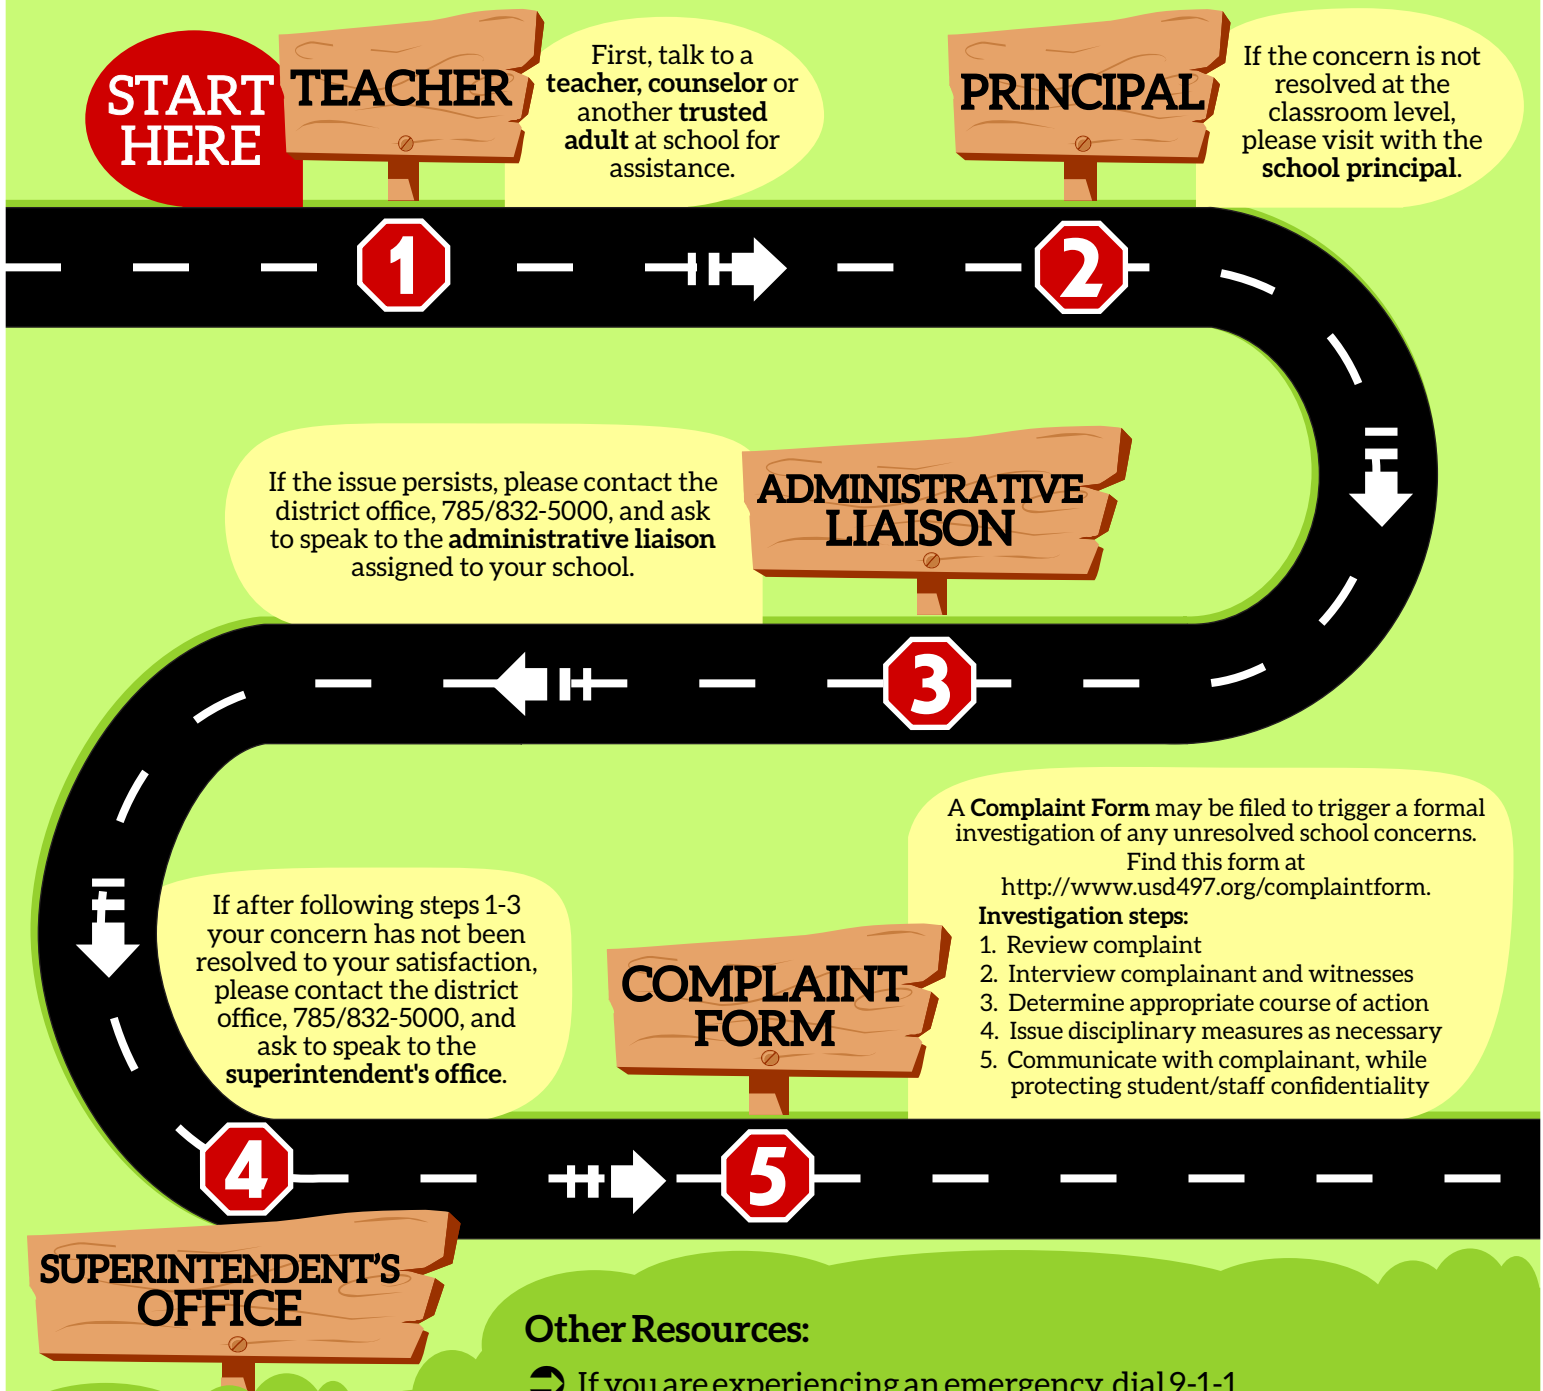 START
HERE
TEACHER
First, talk to a
teacher, counselor or
another trusted
adult at school for
assistance.
PRINCIPAL
If the concern is not
resolved at the
classroom level,
please visit with the
school principal.
1
2
If the issue persists, please contact the
district office, 785/832-5000, and ask
to speak to the administrative liaison
assigned to your school.
ADMINISTRATIVE
LIAISON
3
If after following steps 1-3
your concern has not been
resolved to your satisfaction,
please contact the district
office, 785/832-5000, and
ask to speak to the
superintendent's office.
4
SUPERINTENDENT'S
OFFICE
COMPLAINT
FORM
5
A Complaint Form may be filed to trigger a formal
investigation of any unresolved school concerns.
Find this form at
http://www.usd497.org/complaintform.
Investigation steps:
1. Review complaint
2. Interview complainant and witnesses
3. Determine appropriate course of action
4. Issue disciplinary measures as necessary
5. Communicate with complainant, while
protecting student/staff confidentiality
Other Resources:
If you are experiencing an emergency, dial 9-1-1